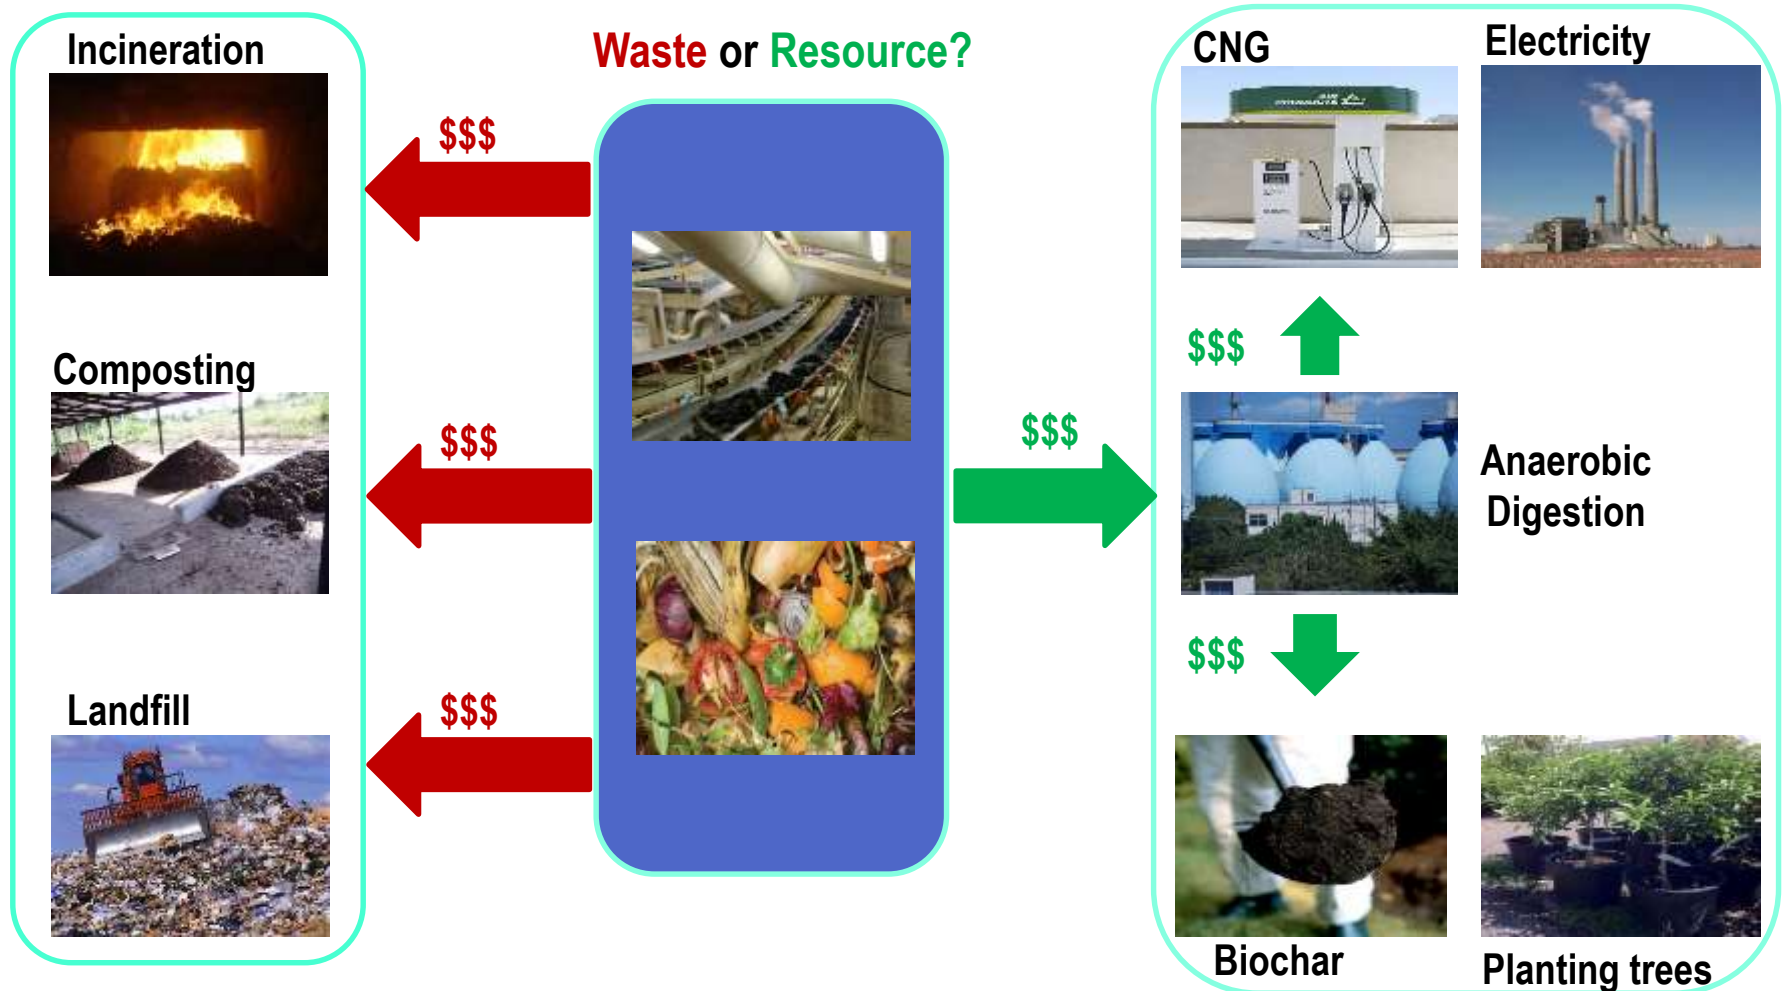 Waste or Resource?
Incineration
$$$
Composting
$$$
Landfill
$$$
$$$
CNG
Electricity
$$$
Anaerobic
Digestion
$$$
Biochar
Planting trees